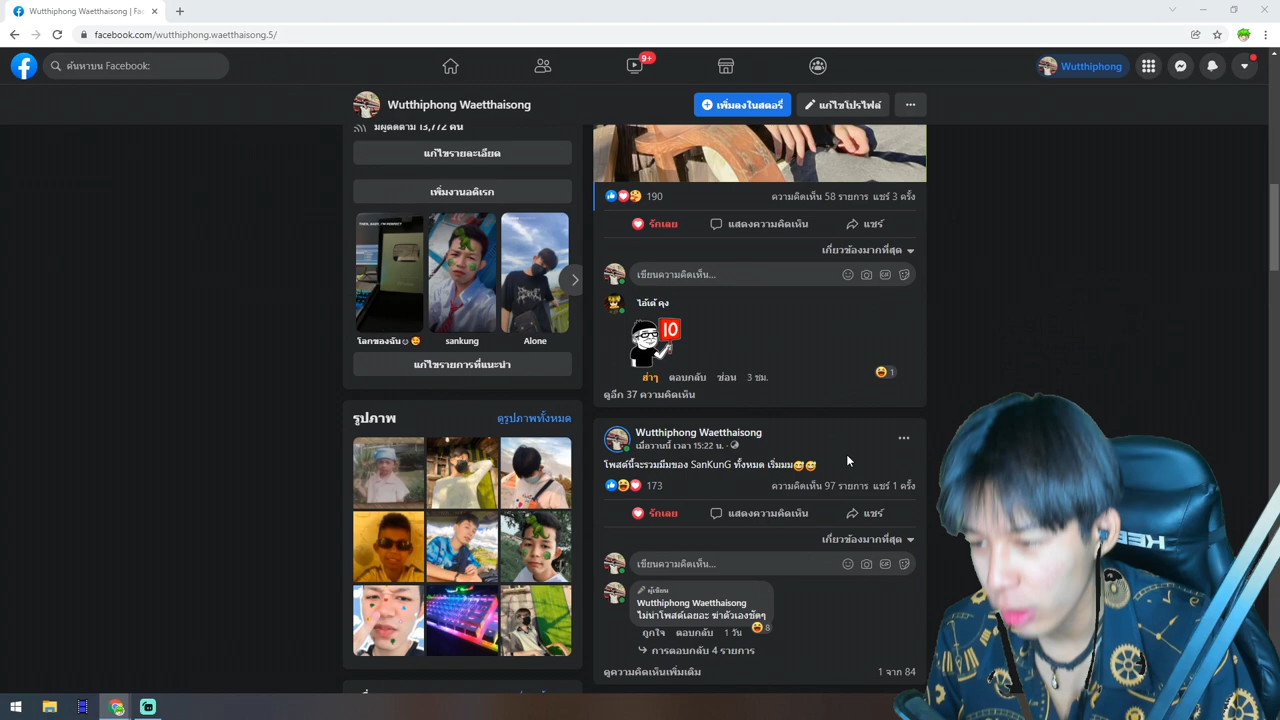 Wutthiphong Waetthaisong | Fac
facebook.com/wutthiphong.waetthaisong.5/
ค้นหาบน Facebook:
9+
Wutthiphong
Wutthiphong Waetthaisong
เพิ่มลงในสตอรี่
แก้ไขโปรไฟล์
มีผู้ติดตาม 13,772 คน
แก้ไขรายละเอียด
เพิ่มงานอดิเรก
โลกของฉัน
sankung
Alone
แก้ไขรายการที่แนะนำ
รูปภาพ
ดูรูปภาพทั้งหมด
190
ความคิดเห็น 58 รายการ แชร์ 3 ครั้ง
รักเลย
แสดงความคิดเห็น
แชร์
เกี่ยวข้องมากที่สุด
เขียนความคิดเห็น...
GIF
ไอ้เต้ คุง
10
ฮ่าๆ ตอบกลับ ซ่อน 3 ชม.
1
ดูอีก 37 ความคิดเห็น
Wutthiphong Waetthaisong
เมื่อวานนี้ เวลา 15:22 น.
โพสต์นี้จะรวมมีมของ SanKunG ทั้งหมด เริ่มมม😅😅
173
ความคิดเห็น 97 รายการ แชร์ 1 ครั้ง
รักเลย
แสดงความคิดเห็น
แชร์
เกี่ยวข้องมากที่สุด
เขียนความคิดเห็น...
GIF
ผู้เขียน
Wutthiphong Waetthaisong
ไม่น่าโพสต์เลยอะ ฆ่าตัวเองชัดๆ
8
ถูกใจ ตอบกลับ 1 วัน
การตอบกลับ 4 รายการ
ดูความคิดเห็นเพิ่มเติม
1 จาก 84